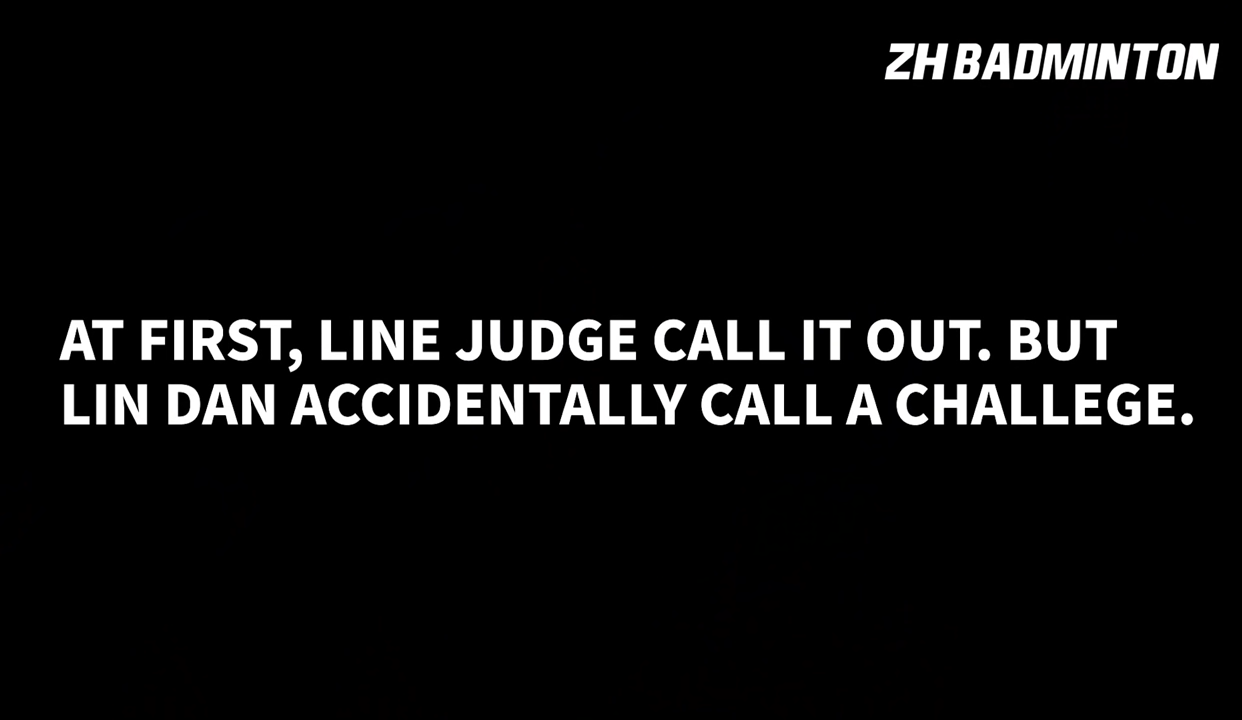 ZH BADMINTON
AT FIRST, LINE JUDGE CALL IT OUT. BUT
LIN DAN ACCIDENTALLY CALL A CHALLEGE.